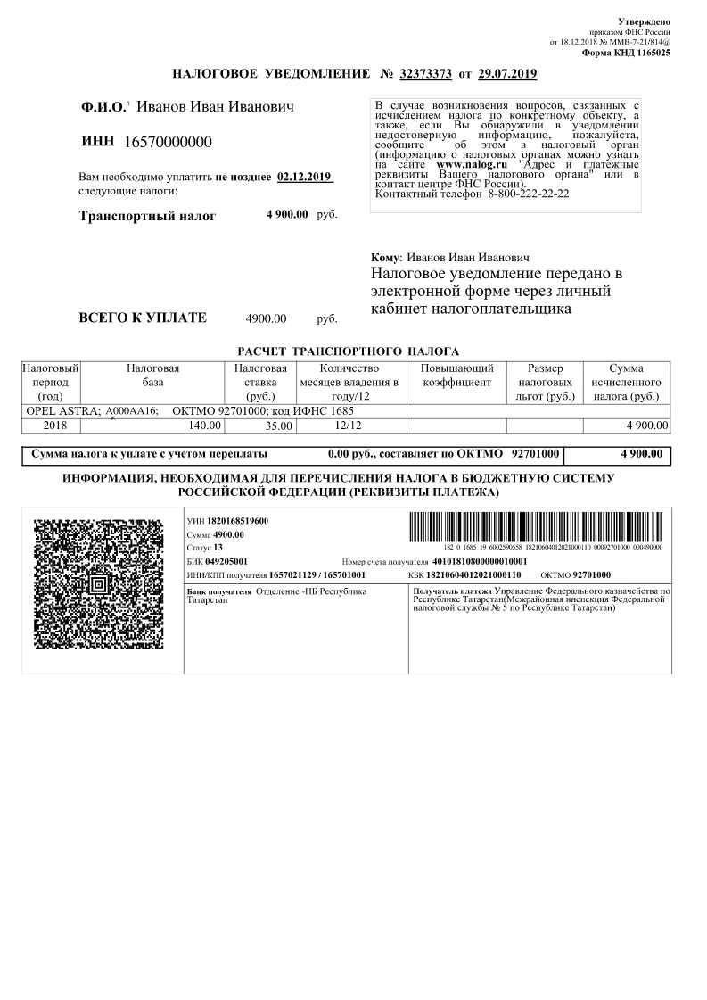 Утверждено
приказом ФНС России
от 18.12.2018 № ММВ-7-21/814@
Форма КНД 1165025
НАЛОГОВОЕ УВЕДОМЛЕНИЕ № 32373373 от 29.07.2019
Ф.И.О.¹ Иванов Иван Иванович
ИНН 16570000000
Вам необходимо уплатить не позднее 02.12.2019
следующие налоги:
Транспортный налог 4 900.00 руб.
ВСЕГО К УПЛАТЕ 4900.00 руб.
В случае возникновения вопросов, связанных с
исчислением налога по конкретному объекту, а
также, если Вы обнаружили в уведомлении
недостоверную информацию, пожалуйста,
сообщите об этом в налоговый орган
(информацию о налоговых органах можно узнать
на сайте www.nalog.ru "Адрес и платежные
реквизиты Вашего налогового органа" или в
контакт центре ФНС России).
Контактный телефон 8-800-222-22-22
Кому: Иванов Иван Иванович
Налоговое уведомление передано в
электронной форме через личный
кабинет налогоплательщика
РАСЧЕТ ТРАНСПОРТНОГО НАЛОГА
Налоговый период (год) Налоговая база Налоговая ставка (руб.) Количество месяцев владения в году/12 Повышающий коэффициент Размер налоговых льгот (руб.) Сумма исчисленного налога (руб.)
OPEL ASTRA; А000АА16; ОКТМО 92701000; код ИФНС 1685
2018 140.00 35.00 12/12 4 900.00
Сумма налога к уплате с учетом переплаты 0.00 руб., составляет по ОКТМО 92701000 4 900.00
ИНФОРМАЦИЯ, НЕОБХОДИМАЯ ДЛЯ ПЕРЕЧИСЛЕНИЯ НАЛОГА В БЮДЖЕТНУЮ СИСТЕМУ
РОССИЙСКОЙ ФЕДЕРАЦИИ (РЕКВИЗИТЫ ПЛАТЕЖА)
УИН 1820168519600
Сумма 4900.00
Статус 13
182 0 1685 19 6002590558 18210604012021000110 00092701000 000490000
БИК 049205001 Номер счета получателя 40101810800000010001
ИНН/КПП получателя 1657021129 / 165701001 КБК 18210604012021000110 ОКТМО 92701000
Банк получателя Отделение -НБ Республика
Татарстан
Получатель платежа Управление Федерального казначейства по
Республике Татарстан(Межрайонная инспекция Федеральной
налоговой службы № 5 по Республике Татарстан)